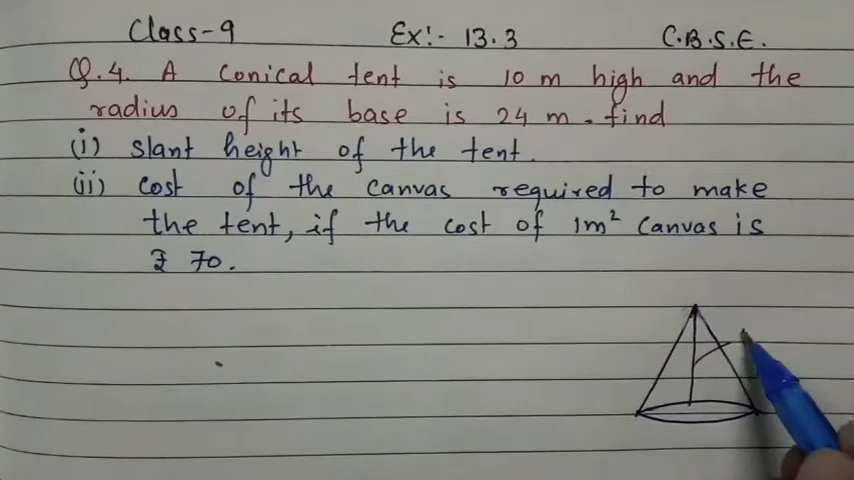 Class-9 Ex:- 13.3 C.B.S.E.
Q.4. A conical tent is 10 m high and the
radius of its base is 24 m. find
(i) slant height of the tent.
(ii) cost of the canvas required to make
the tent, if the cost of 1m² canvas is
₹ 70.